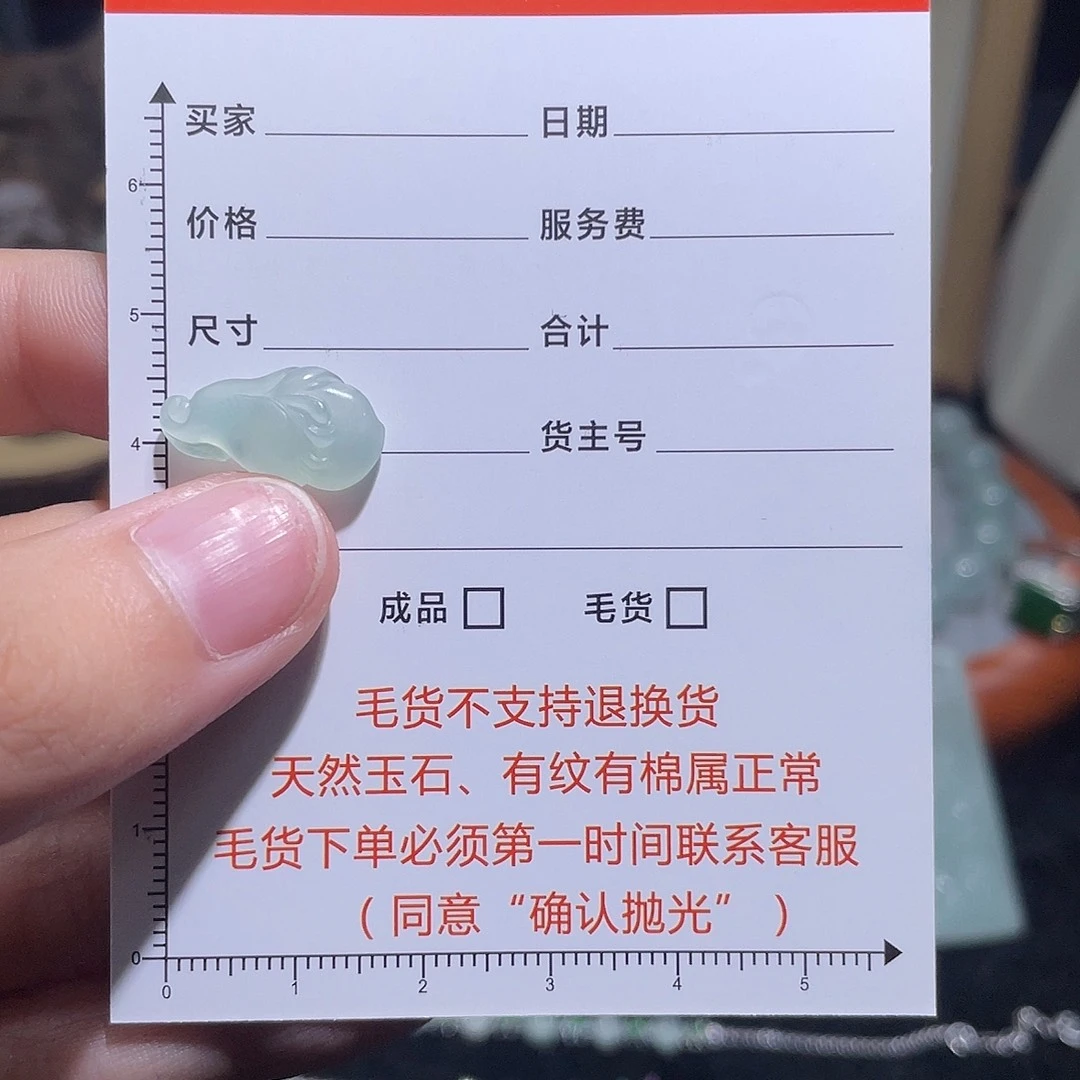 买家 日期
6
价格 服务费
5
尺寸 合计
4
货主号
成品 毛货
毛货不支持退换货
天然玉石、有纹有棉属正常
1
毛货下单必须第一时间联系客服
（同意“确认抛光”）
0
0 1 2 3 4 5